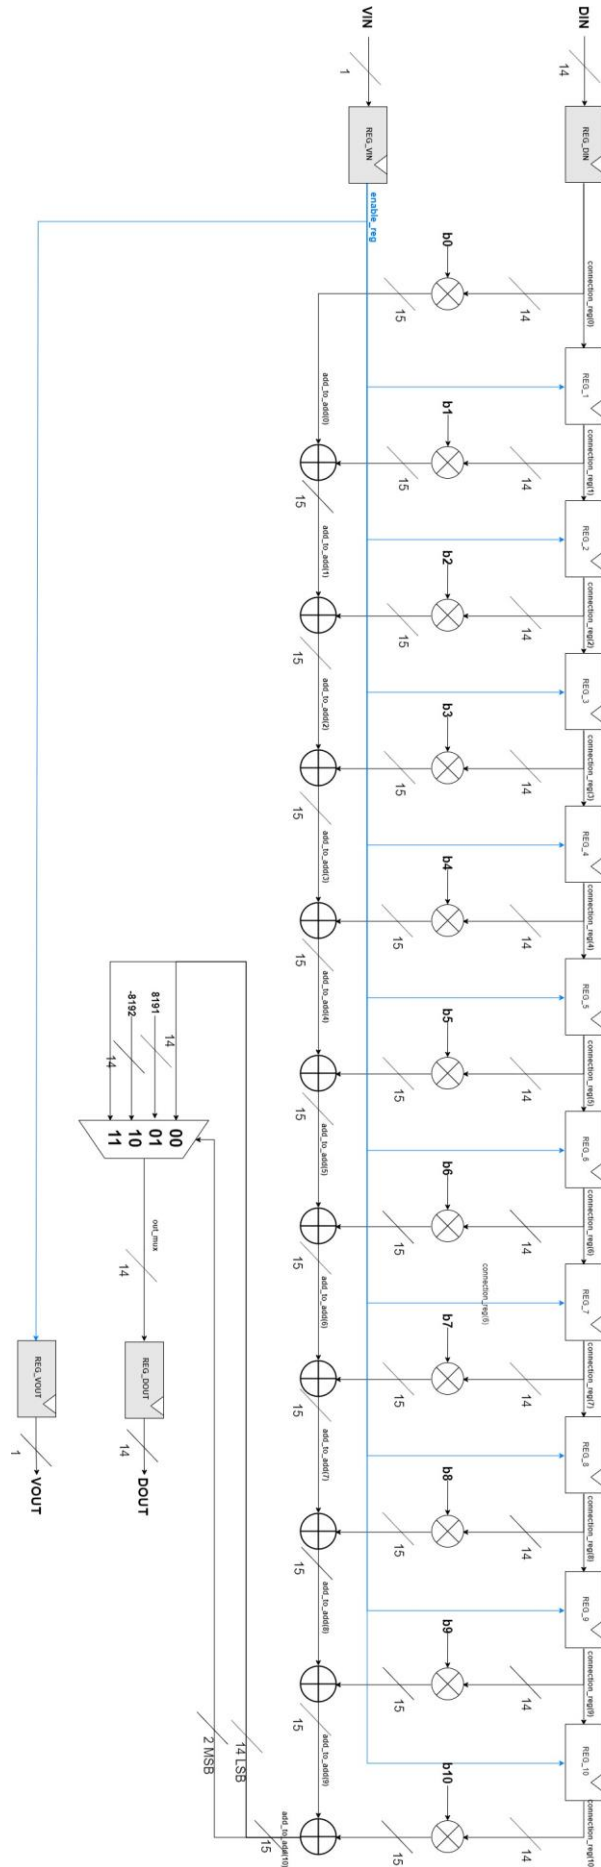 DIN
14
REG_DIN
connection_reg(0)
REG_1
connection_reg(1)
REG_2
connection_reg(2)
REG_3
connection_reg(3)
REG_4
connection_reg(4)
REG_5
connection_reg(5)
REG_6
connection_reg(6)
REG_7
connection_reg(7)
REG_8
connection_reg(8)
REG_9
connection_reg(9)
REG_10
connection_reg(10)
14
14
14
14
14
14
14
connection_reg(6)
14
14
14
14
b0
b1
b2
b3
b4
b5
b6
b7
b8
b9
b10
VIN
1
REG_VIN
enable_reg
15
15
15
15
15
15
15
15
15
15
15
add_to_add(0)
15
add_to_add(1)
15
add_to_add(2)
15
add_to_add(3)
15
add_to_add(4)
15
add_to_add(5)
15
add_to_add(6)
15
add_to_add(7)
15
add_to_add(8)
15
add_to_add(9)
add_to_add(10)
15
14 LSB
2 MSB
14
8191
-8192
14
00
01
10
11
out_mux
14
REG_DOUT
14
DOUT
REG_VOUT
1
VOUT